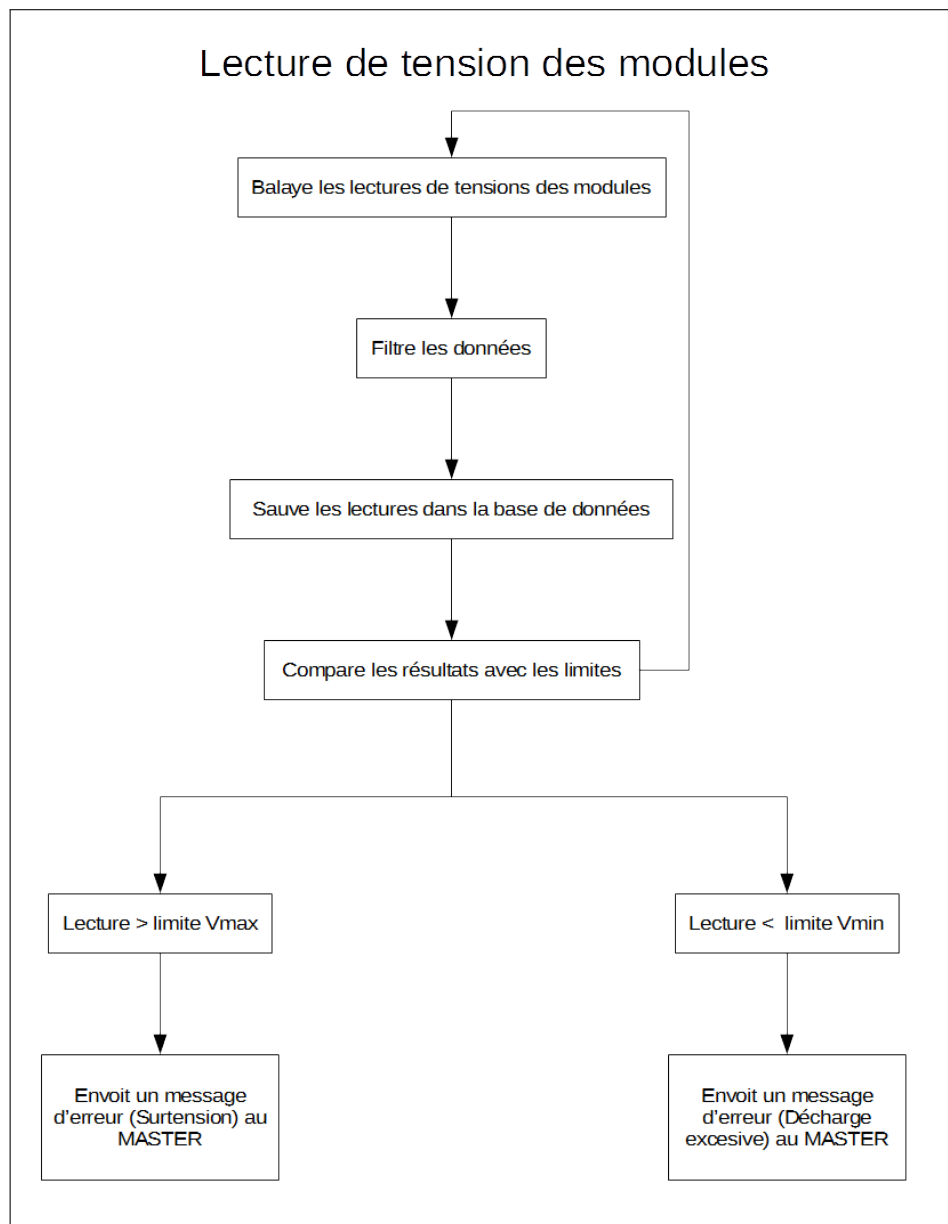 Lecture de tension des modules
Balaye les lectures de tensions des modules
Filtre les données
Sauve les lectures dans la base de données
Compare les résultats avec les limites
Lecture > limite Vmax
Lecture < limite Vmin
Envoit un message
d'erreur (Surtension) au
MASTER
Envoit un message
d'erreur (Décharge
excesive) au MASTER